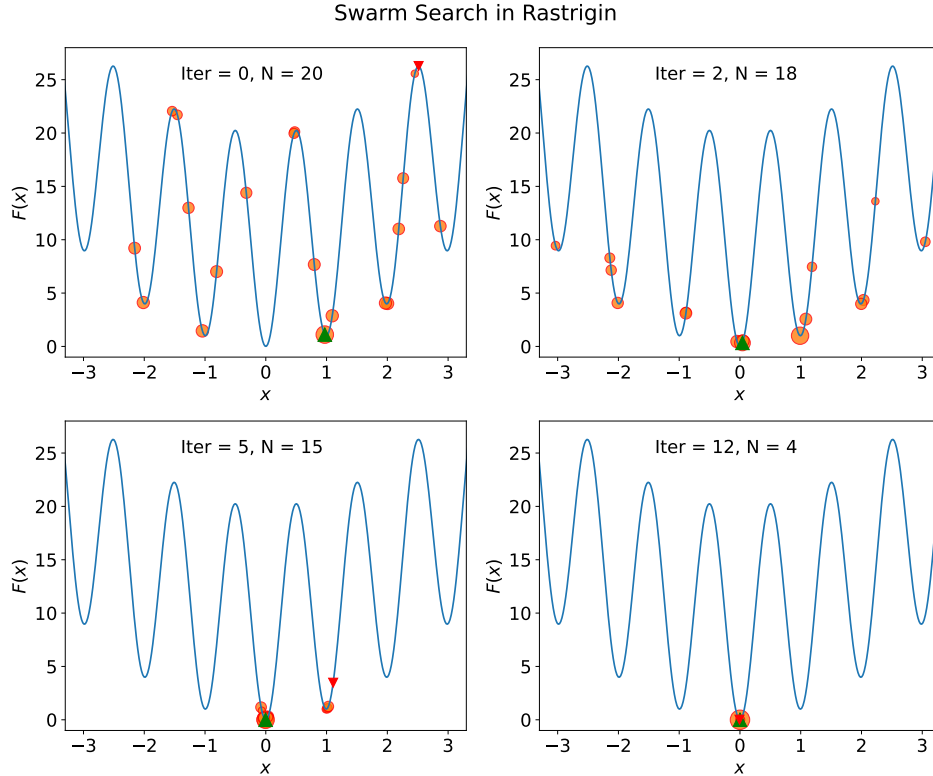 Swarm Search in Rastrigin
Iter = 0, N = 20
F(x)
25
20
15
10
5
0
−3 −2 −1 0 1 2 3
x
Iter = 2, N = 18
F(x)
25
20
15
10
5
0
−3 −2 −1 0 1 2 3
x
Iter = 5, N = 15
F(x)
25
20
15
10
5
0
−3 −2 −1 0 1 2 3
x
Iter = 12, N = 4
F(x)
25
20
15
10
5
0
−3 −2 −1 0 1 2 3
x